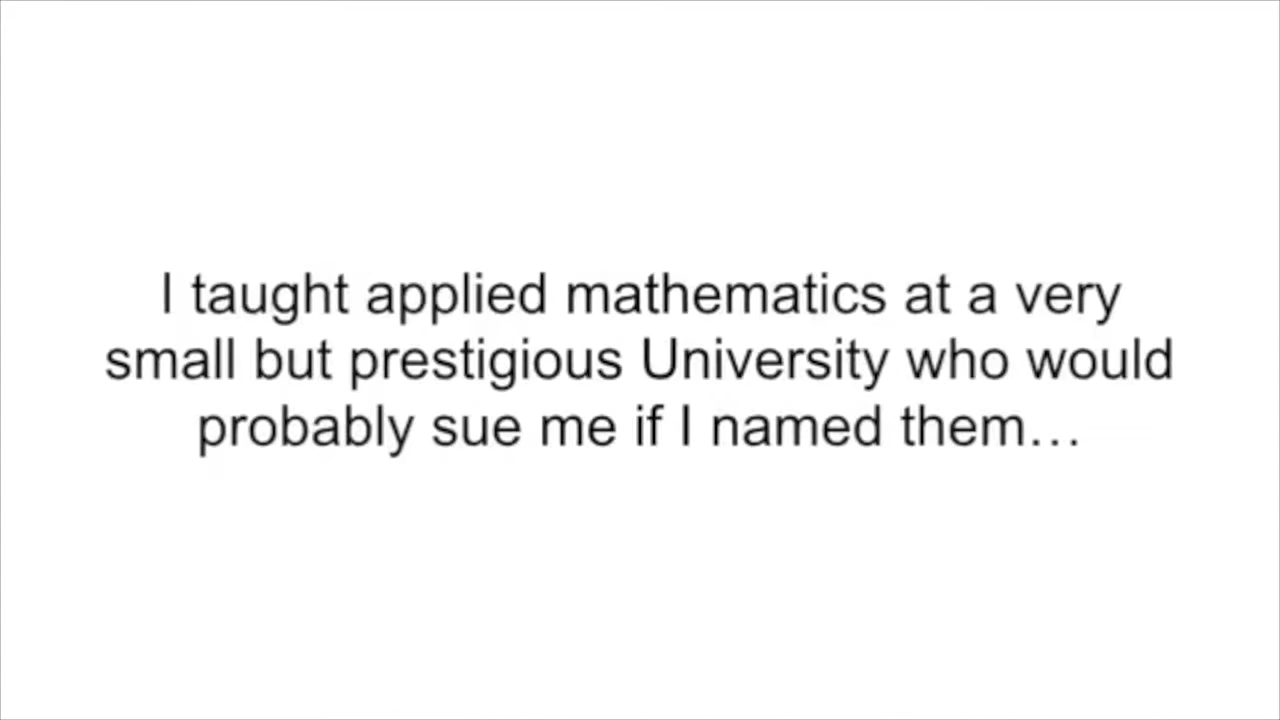 I taught applied mathematics at a very
small but prestigious University who would
probably sue me if I named them…